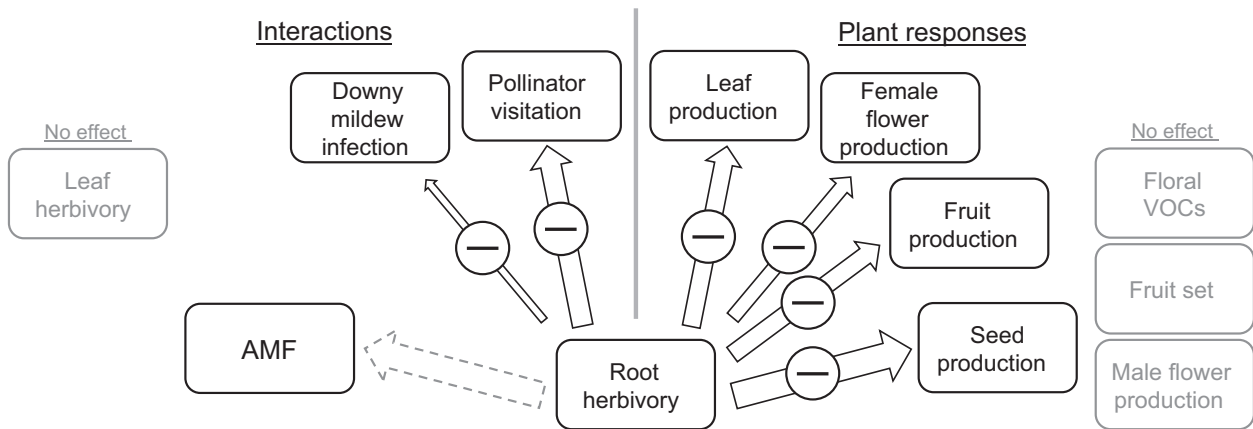 Interactions
Plant responses
No effect
Leaf
herbivory
Downy
mildew
infection
Pollinator
visitation
Leaf
production
Female
flower
production
Fruit
production
Seed
production
AMF
Root
herbivory
No effect
Floral
VOCs
Fruit set
Male flower
production